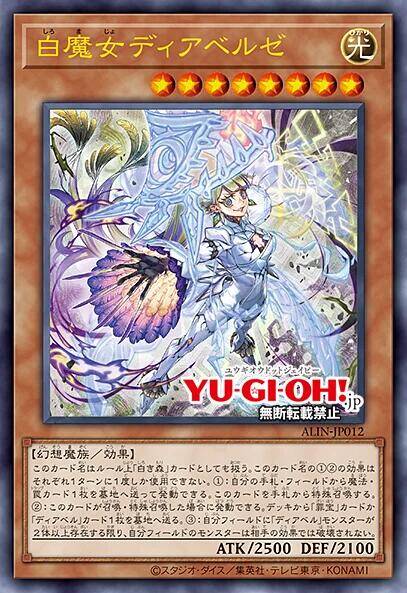 白魔女ディアベルゼ
光
ユウギオウドットジェイピー
YU-GI-OH!.jp
無断転載禁止
ALIN-JP012
【幻想魔族／効果】
このカード名はルール上「白き森」カードとしても扱う。このカード名の①②の効果は
それぞれ1ターンに1度しか使用できない。①：自分の手札・フィールドから魔法・
罠カード1枚を墓地へ送って発動できる。このカードを手札から特殊召喚する。
②：このカードが召喚・特殊召喚した場合に発動できる。デッキから「罪宝」カードか
「ディアベル」カード1枚を墓地へ送る。③：自分フィールドに「ディアベル」モンスターが
2体以上存在する限り、自分フィールドのモンスターは相手の効果では破壊されない。
ATK/2500 DEF/2100
©スタジオ・ダイス／集英社・テレビ東京・KONAMI